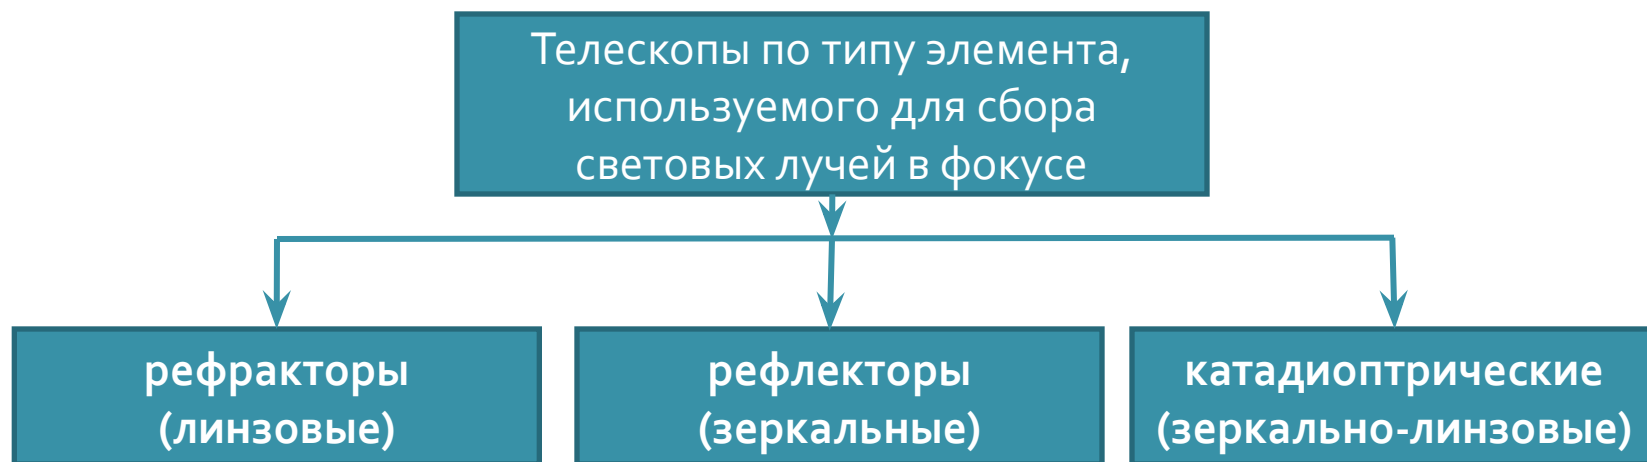 Телескопы по типу элемента,
используемого для сбора
световых лучей в фокусе
рефракторы
(линзовые)
рефлекторы
(зеркальные)
катадиоптрические
(зеркально-линзовые)